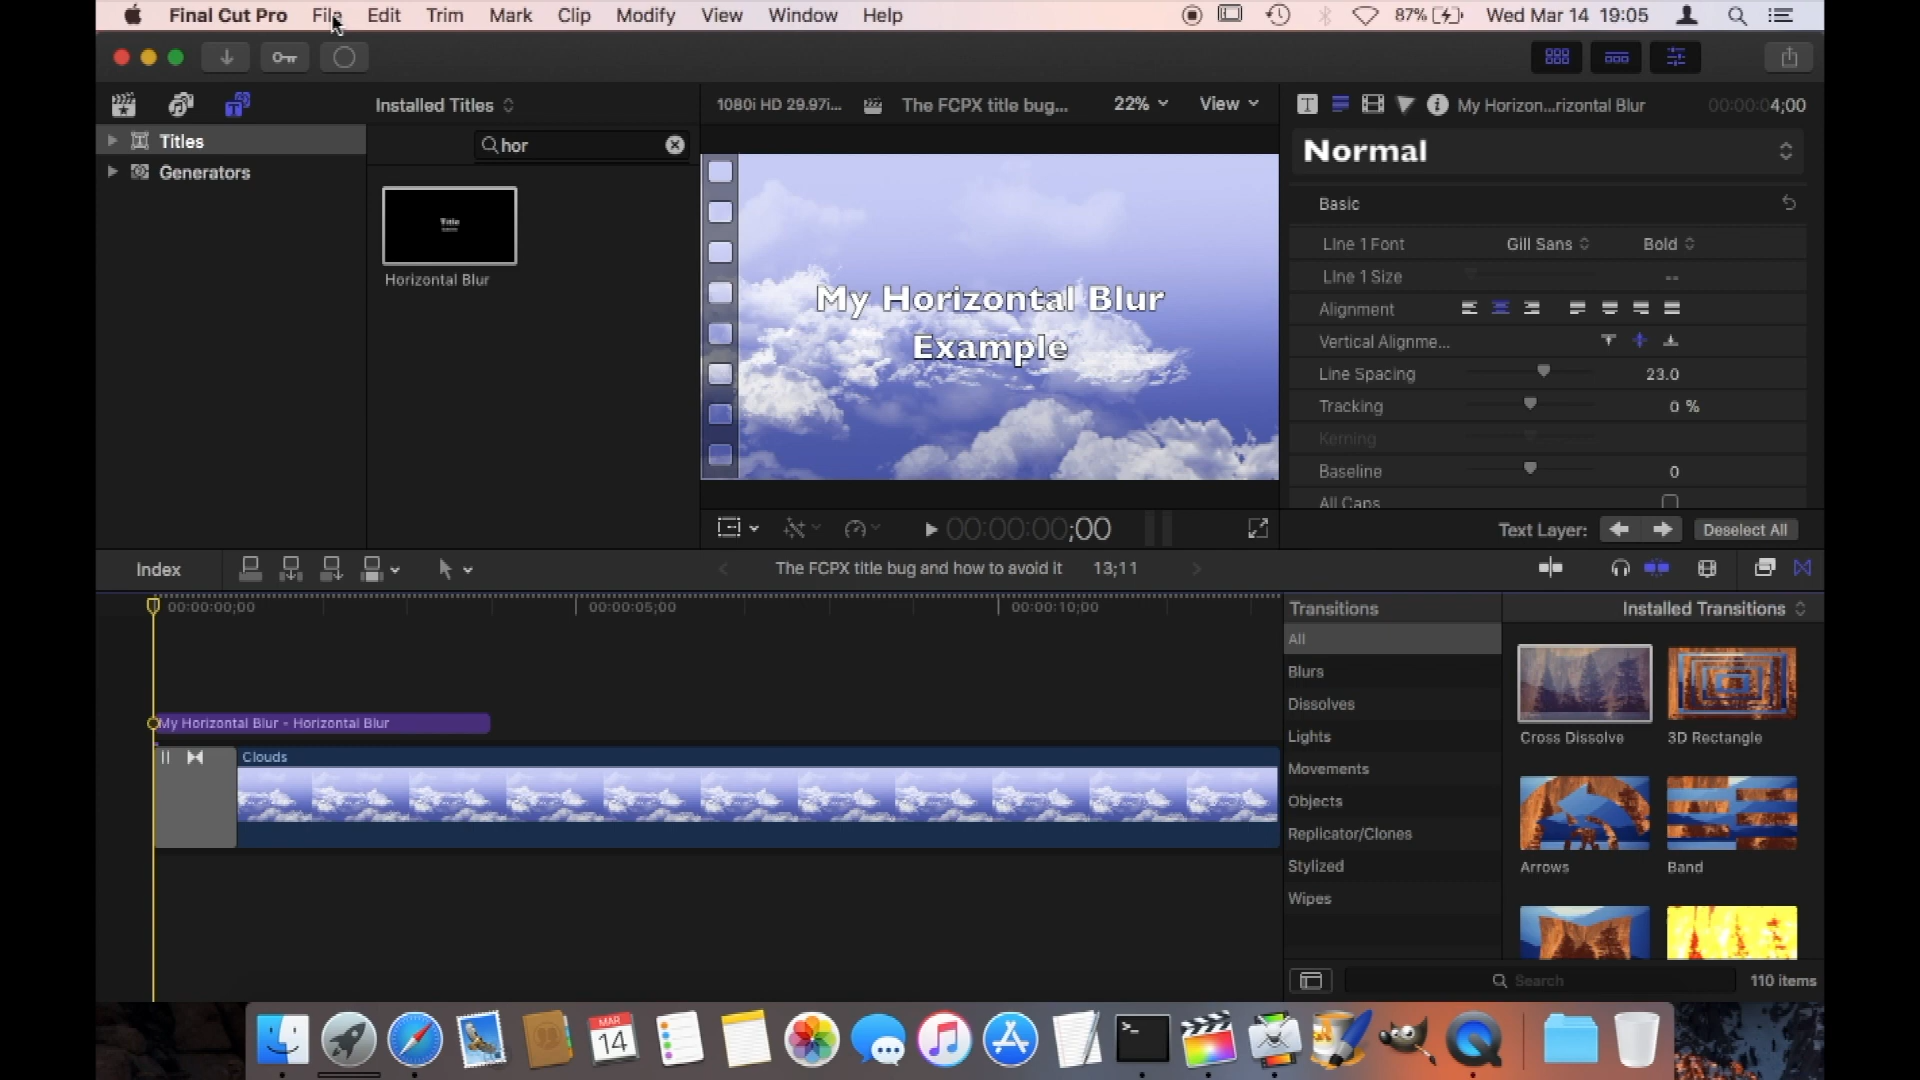 Final Cut Pro File Edit Trim Mark Clip Modify View Window Help 87% Wed Mar 14 19:05
Installed Titles 1080i HD 29.97i... The FCPX title bug... 22% View My Horizon...rizontal Blur 00:00:04;00
Titles
Generators
hor
Title
Horizontal Blur
My Horizontal Blur
Example
Normal
Basic
Line 1 Font Gill Sans Bold
Line 1 Size --
Alignment
Vertical Alignme...
Line Spacing 23.0
Tracking 0 %
Kerning
Baseline 0
All Caps
00:00:00;00
Text Layer: Deselect All
Index The FCPX title bug and how to avoid it 13;11
00:00:00;00 00:00:05;00 00:00:10;00
My Horizontal Blur - Horizontal Blur
Clouds
Transitions Installed Transitions
All
Blurs
Dissolves
Lights
Movements
Objects
Replicator/Clones
Stylized
Wipes
Cross Dissolve 3D Rectangle
Arrows Band
Search 110 items
MAR
14